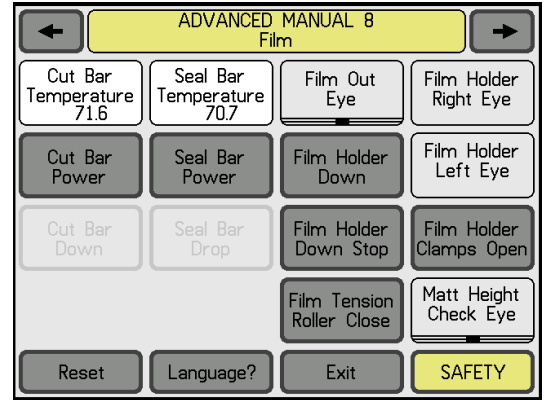 ADVANCED MANUAL 8
Film
Cut Bar
Temperature
71.6
Seal Bar
Temperature
70.7
Film Out
Eye
Film Holder
Right Eye
Cut Bar
Power
Seal Bar
Power
Film Holder
Down
Film Holder
Left Eye
Cut Bar
Down
Seal Bar
Drop
Film Holder
Down Stop
Film Holder
Clamps Open
Film Tension
Roller Close
Matt Height
Check Eye
Reset
Language?
Exit
SAFETY